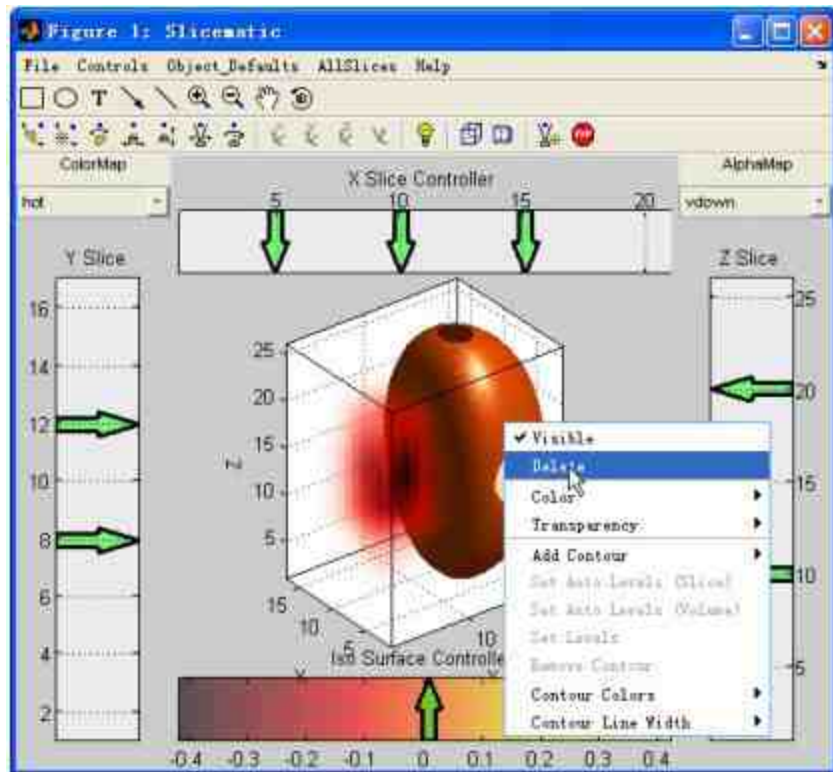 Figure 1: Slicematic
File Controls Object_Defaults AllSlices Help
T
ColorMap
X Slice Controller
AlphaMap
hot
5 10 15 20
vdown
Y Slice
Z Slice
16
14
12
10
8
6
4
2
25
20
15
10
5
Z
15
10
5
10
25
20
15
10
5
✔ Visible
Delete
Color
Transparency
Add Contour
Set Auto Levels (Slice)
Set Auto Levels (Volume)
Set Levels
Remove Contour
Contour Colors
Contour Line Width
Iso Surface Controlle
-0.4 -0.3 -0.2 -0.1 0 0.1 0.2 0.3 0.4